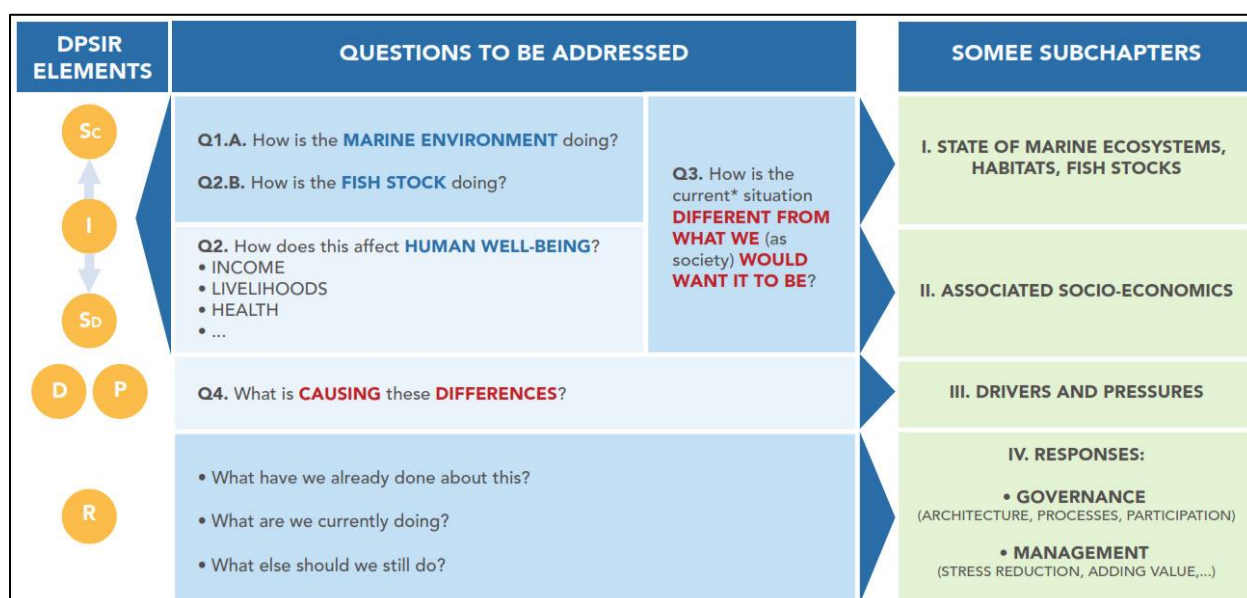 DPSIR
ELEMENTS
QUESTIONS TO BE ADDRESSED
SOMEE SUBCHAPTERS
SC
I
SD
Q1.A. How is the MARINE ENVIRONMENT doing?
Q2.B. How is the FISH STOCK doing?
Q2. How does this affect HUMAN WELL-BEING?
• INCOME
• LIVELIHOODS
• HEALTH
• ...
Q3. How is the
current* situation
DIFFERENT FROM
WHAT WE (as
society) WOULD
WANT IT TO BE?
I. STATE OF MARINE ECOSYSTEMS,
HABITATS, FISH STOCKS
II. ASSOCIATED SOCIO-ECONOMICS
D P
Q4. What is CAUSING these DIFFERENCES?
III. DRIVERS AND PRESSURES
R
• What have we already done about this?
• What are we currently doing?
• What else should we still do?
IV. RESPONSES:
• GOVERNANCE
(ARCHITECTURE, PROCESSES, PARTICIPATION)
• MANAGEMENT
(STRESS REDUCTION, ADDING VALUE,...)